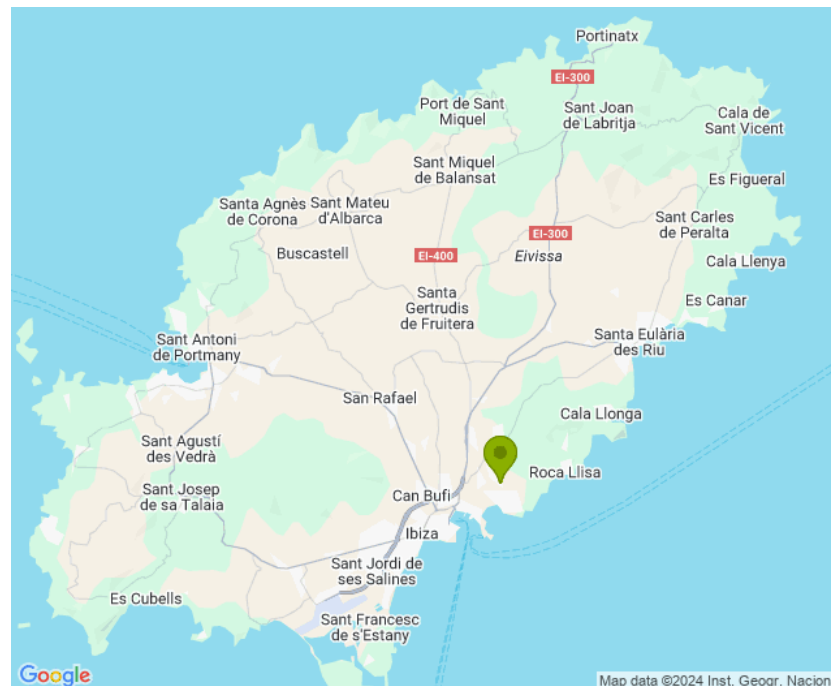 Portinatx
EI-300
Port de Sant
Miquel
Sant Joan
de Labritja
Cala de
Sant Vicent
Sant Miquel
de Balansat
Es Figueral
Santa Agnès
de Corona
Sant Mateu
d'Albarca
Sant Carles
de Peralta
EI-300
Buscastell
EI-400
Eivissa
Cala Llenya
Santa
Gertrudis
de Fruitera
Es Canar
Sant Antoni
de Portmany
Santa Eulària
des Riu
San Rafael
Cala Llonga
Sant Agustí
des Vedrà
Roca Llisa
Sant Josep
de sa Talaia
Can Bufi
Ibiza
Sant Jordi de
ses Salines
Es Cubells
Sant Francesc
de s'Estany
Google
Map data ©2024 Inst. Geogr. Nacion